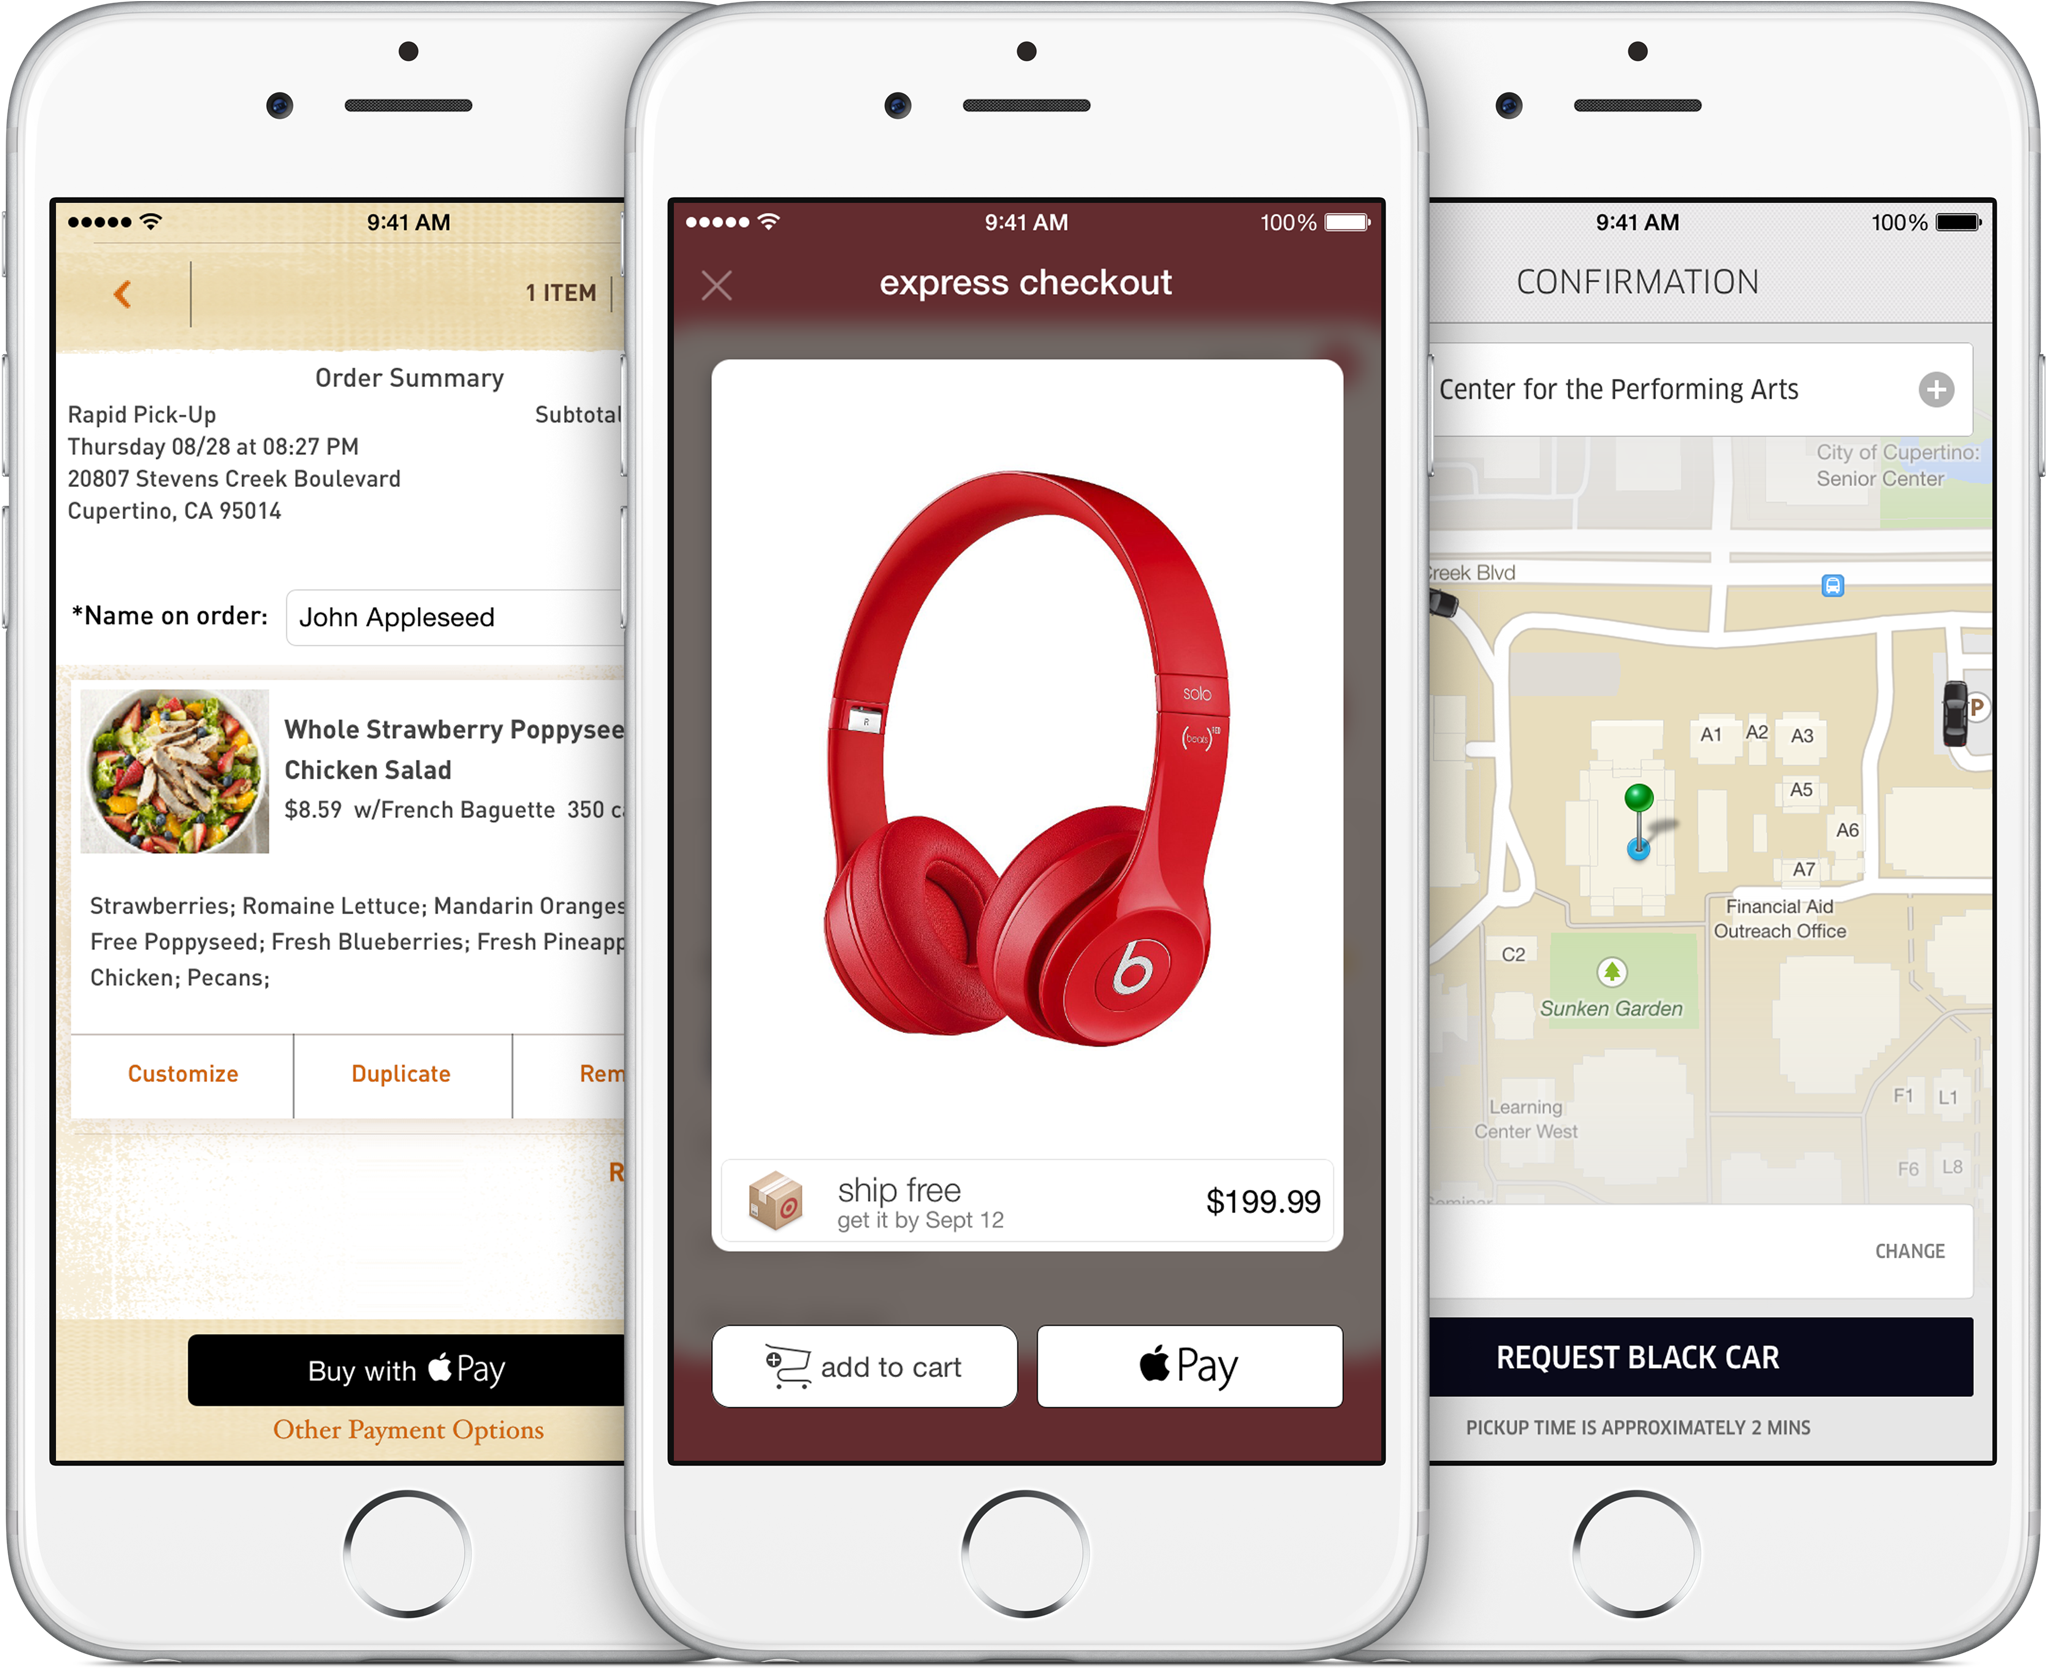 9:41 AM
1 ITEM
Order Summary
Rapid Pick-Up
Subtotal
Thursday 08/28 at 08:27 PM
20807 Stevens Creek Boulevard
Cupertino, CA 95014
*Name on order: John Appleseed
Whole Strawberry Poppysee
Chicken Salad
$8.59 w/French Baguette 350 ca
Strawberries; Romaine Lettuce; Mandarin Oranges
Free Poppyseed; Fresh Blueberries; Fresh Pineapp
Chicken; Pecans;
Customize Duplicate Rem
R
Buy with Pay
Other Payment Options
9:41 AM 100%
express checkout
solo
(beats) RED
R
b
ship free
get it by Sept 12
$199.99
add to cart
Pay
9:41 AM 100%
CONFIRMATION
Center for the Performing Arts
City of Cupertino:
Senior Center
Creek Blvd
P
A1 A2 A3
A5
A6
A7
Financial Aid
Outreach Office
C2
Sunken Garden
Learning
Center West
F1 L1
F6 L8
Seminar
CHANGE
REQUEST BLACK CAR
PICKUP TIME IS APPROXIMATELY 2 MINS